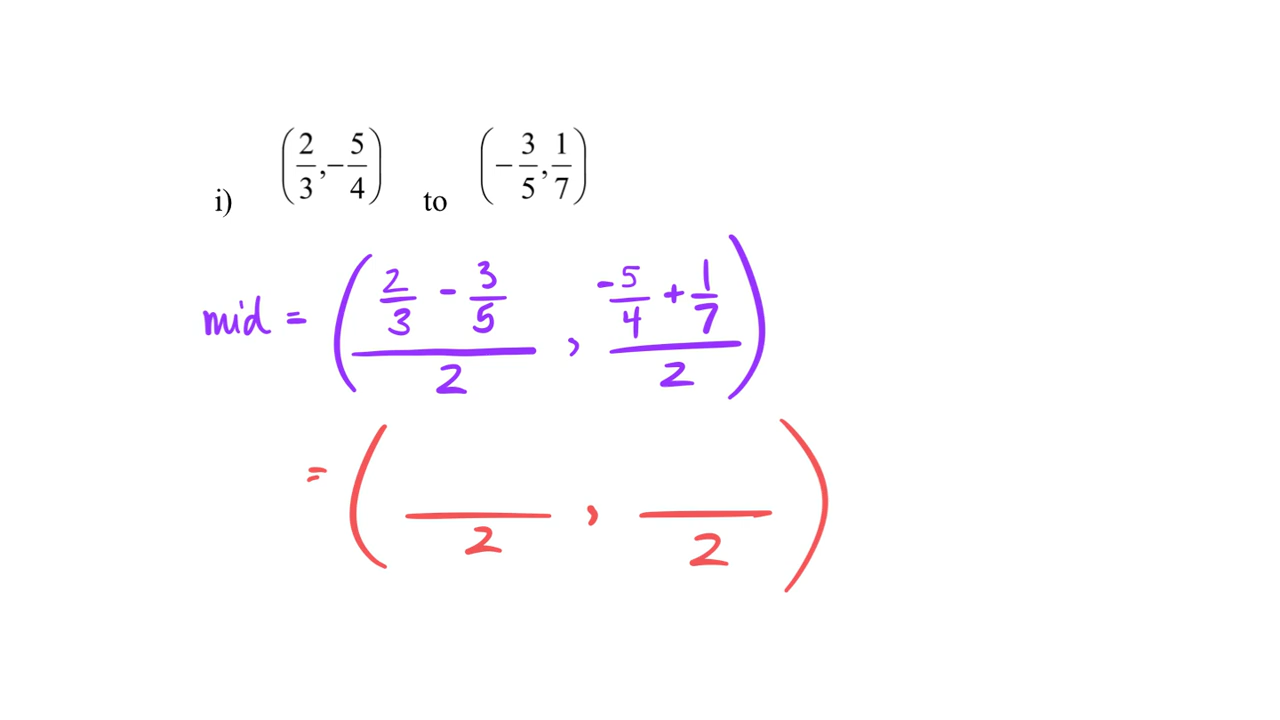 i) (2/3, -5/4) to (-3/5, 1/7)
mid = ((2/3 - 3/5)/2, (-5/4 + 1/7)/2)
= ( /2, /2)